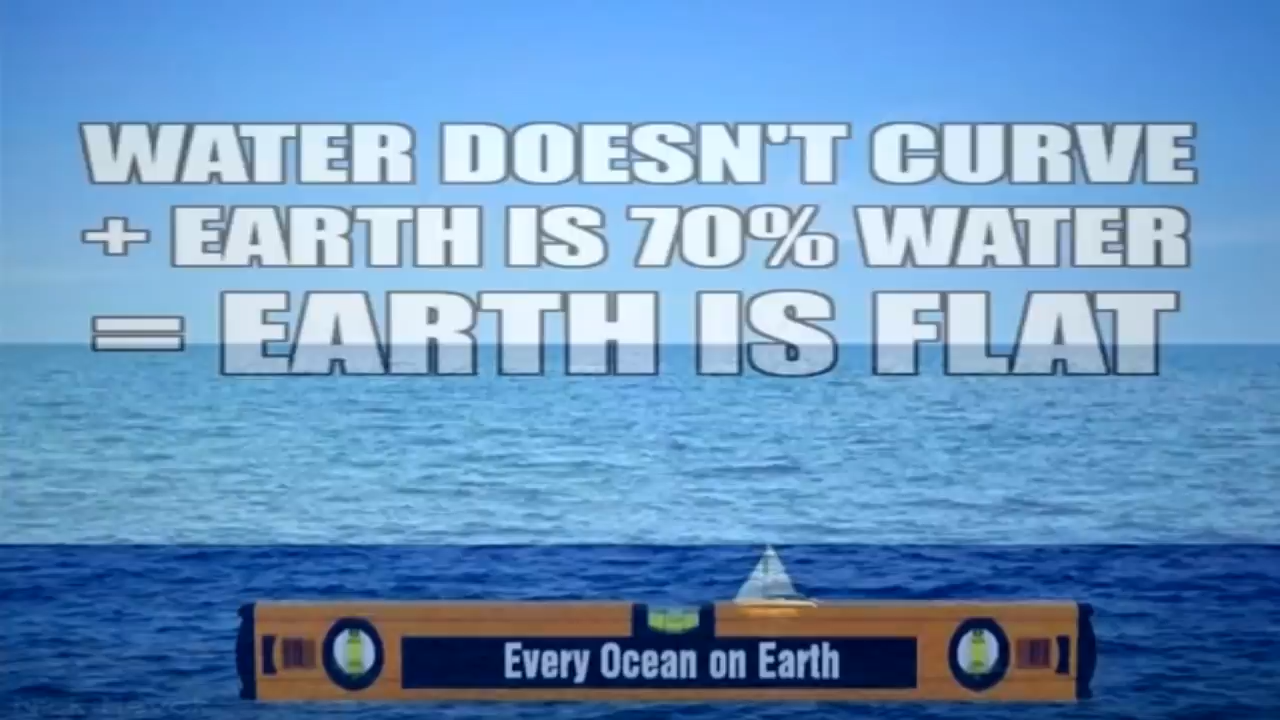 WATER DOESN'T CURVE
+ EARTH IS 70% WATER
= EARTH IS FLAT
Every Ocean on Earth